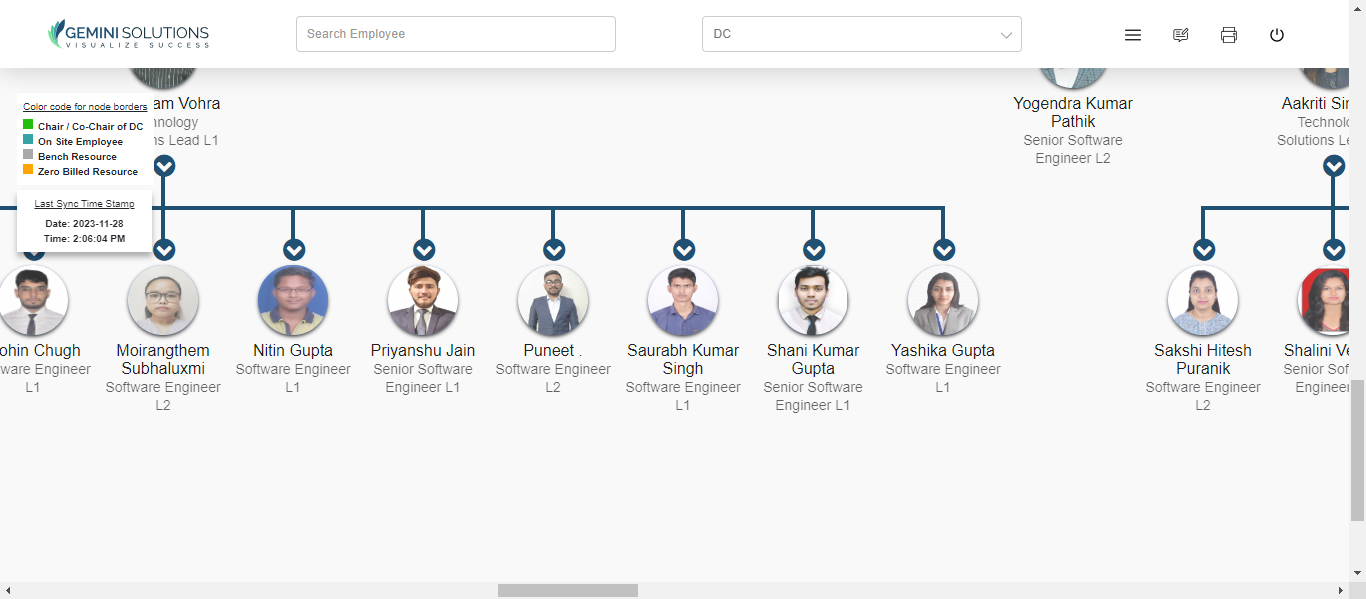 GEMINI SOLUTIONS
VISUALIZE SUCCESS
Search Employee
DC
Color code for node borders
Chair / Co-Chair of DC
On Site Employee
Bench Resource
Zero Billed Resource
Last Sync Time Stamp
Date: 2023-11-28
Time: 2:06:04 PM
am Vohra
nology
ns Lead L1
Yogendra Kumar
Pathik
Senior Software
Engineer L2
Aakriti Sin
Technolo
Solutions Le
ohin Chugh
ware Engineer
L1
Moirangthem
Subhaluxmi
Software Engineer
L2
Nitin Gupta
Software Engineer
L1
Priyanshu Jain
Senior Software
Engineer L1
Puneet .
Software Engineer
L2
Saurabh Kumar
Singh
Software Engineer
L1
Shani Kumar
Gupta
Senior Software
Engineer L1
Yashika Gupta
Software Engineer
L1
Sakshi Hitesh
Puranik
Software Engineer
L2
Shalini Ve
Senior Sof
Engineer